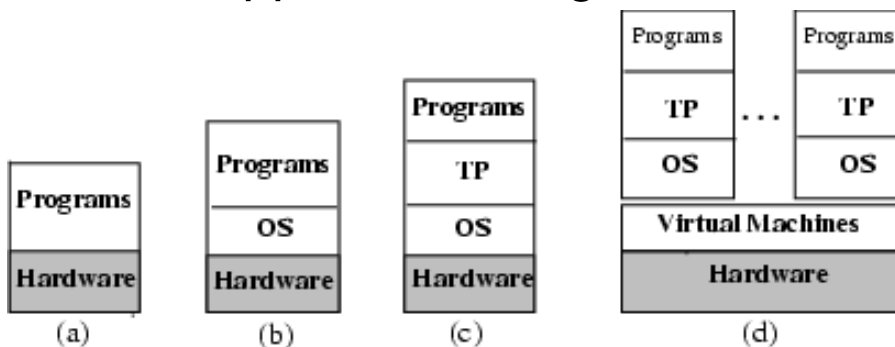 Programs
Hardware
(a)
Programs
OS
Hardware
(b)
Programs
TP
OS
Hardware
(c)
Programs Programs
TP ... TP
OS OS
Virtual Machines
Hardware
(d)